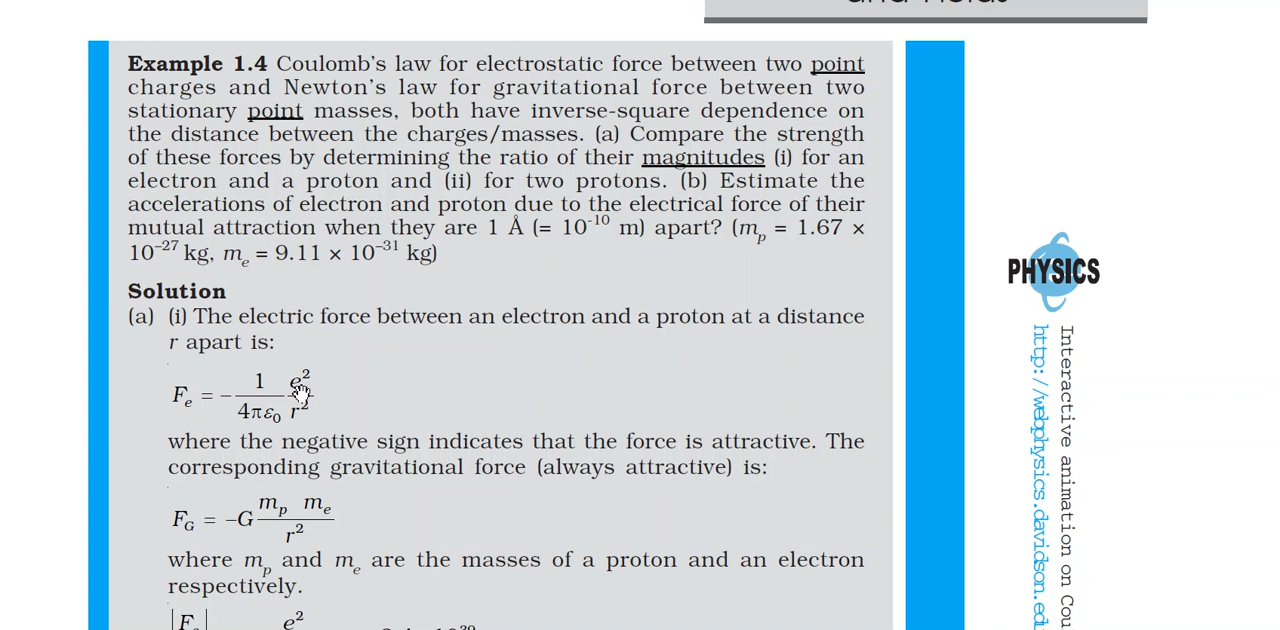 and Fields
Example 1.4 Coulomb's law for electrostatic force between two point
charges and Newton's law for gravitational force between two
stationary point masses, both have inverse-square dependence on
the distance between the charges/masses. (a) Compare the strength
of these forces by determining the ratio of their magnitudes (i) for an
electron and a proton and (ii) for two protons. (b) Estimate the
accelerations of electron and proton due to the electrical force of their
mutual attraction when they are 1 Å (= 10⁻¹⁰ m) apart? (mₚ = 1.67 ×
10⁻²⁷ kg, mₑ = 9.11 × 10⁻³¹ kg)
Solution
(a) (i) The electric force between an electron and a proton at a distance
r apart is:
Fₑ = − 1/4πε₀ e²/r²
where the negative sign indicates that the force is attractive. The
corresponding gravitational force (always attractive) is:
F_G = −G mₚ mₑ / r²
where mₚ and mₑ are the masses of a proton and an electron
respectively.
PHYSICS
Interactive animation on Cou
http://webphysics.davidson.edu